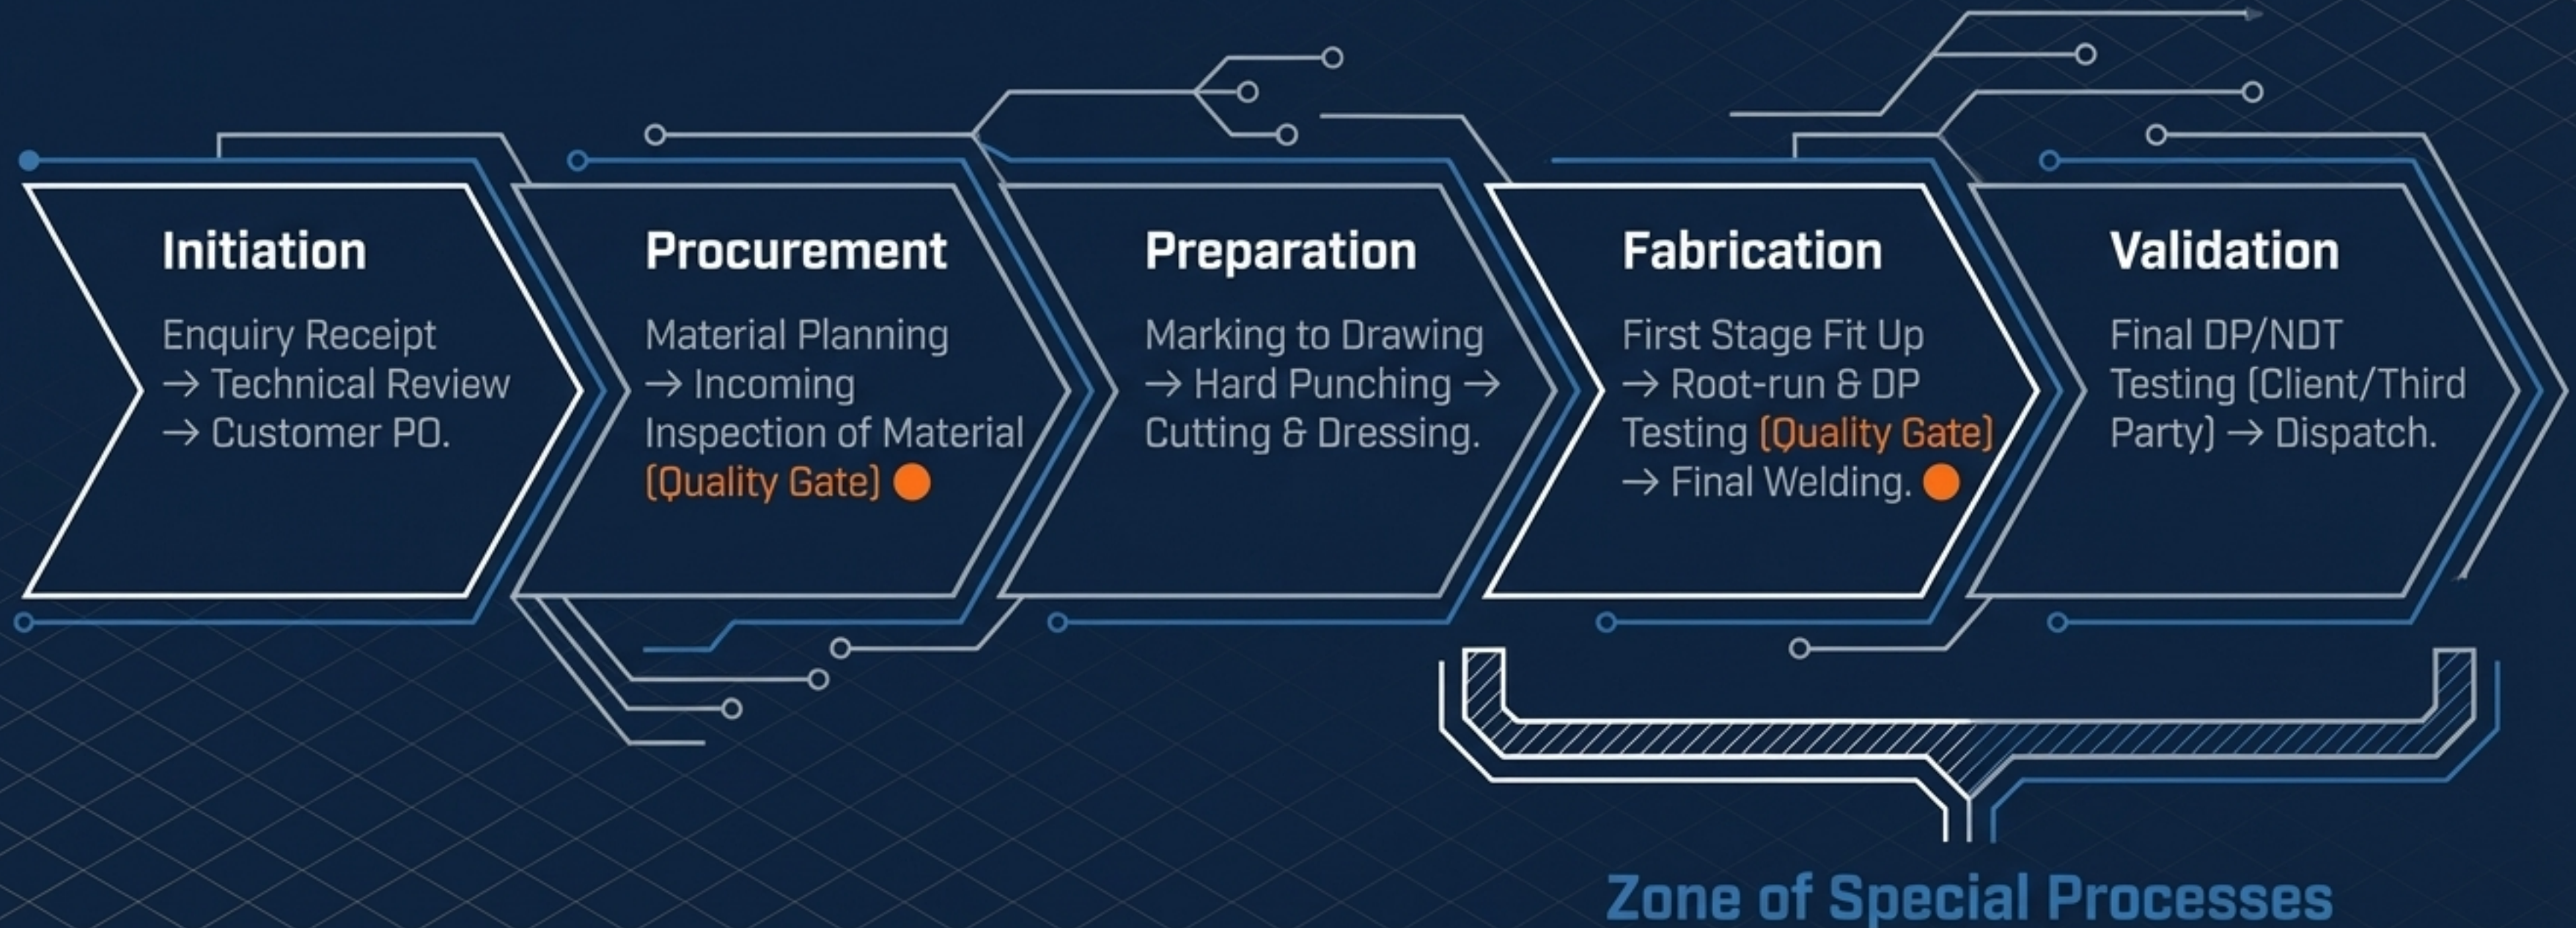 Initiation
Enquiry Receipt
→ Technical Review
→ Customer PO.
Procurement
Material Planning
→ Incoming
Inspection of Material
(Quality Gate)
Preparation
Marking to Drawing
→ Hard Punching →
Cutting & Dressing.
Fabrication
First Stage Fit Up
→ Root-run & DP
Testing (Quality Gate)
→ Final Welding.
Validation
Final DP/NDT
Testing (Client/Third
Party) → Dispatch.
Zone of Special Processes